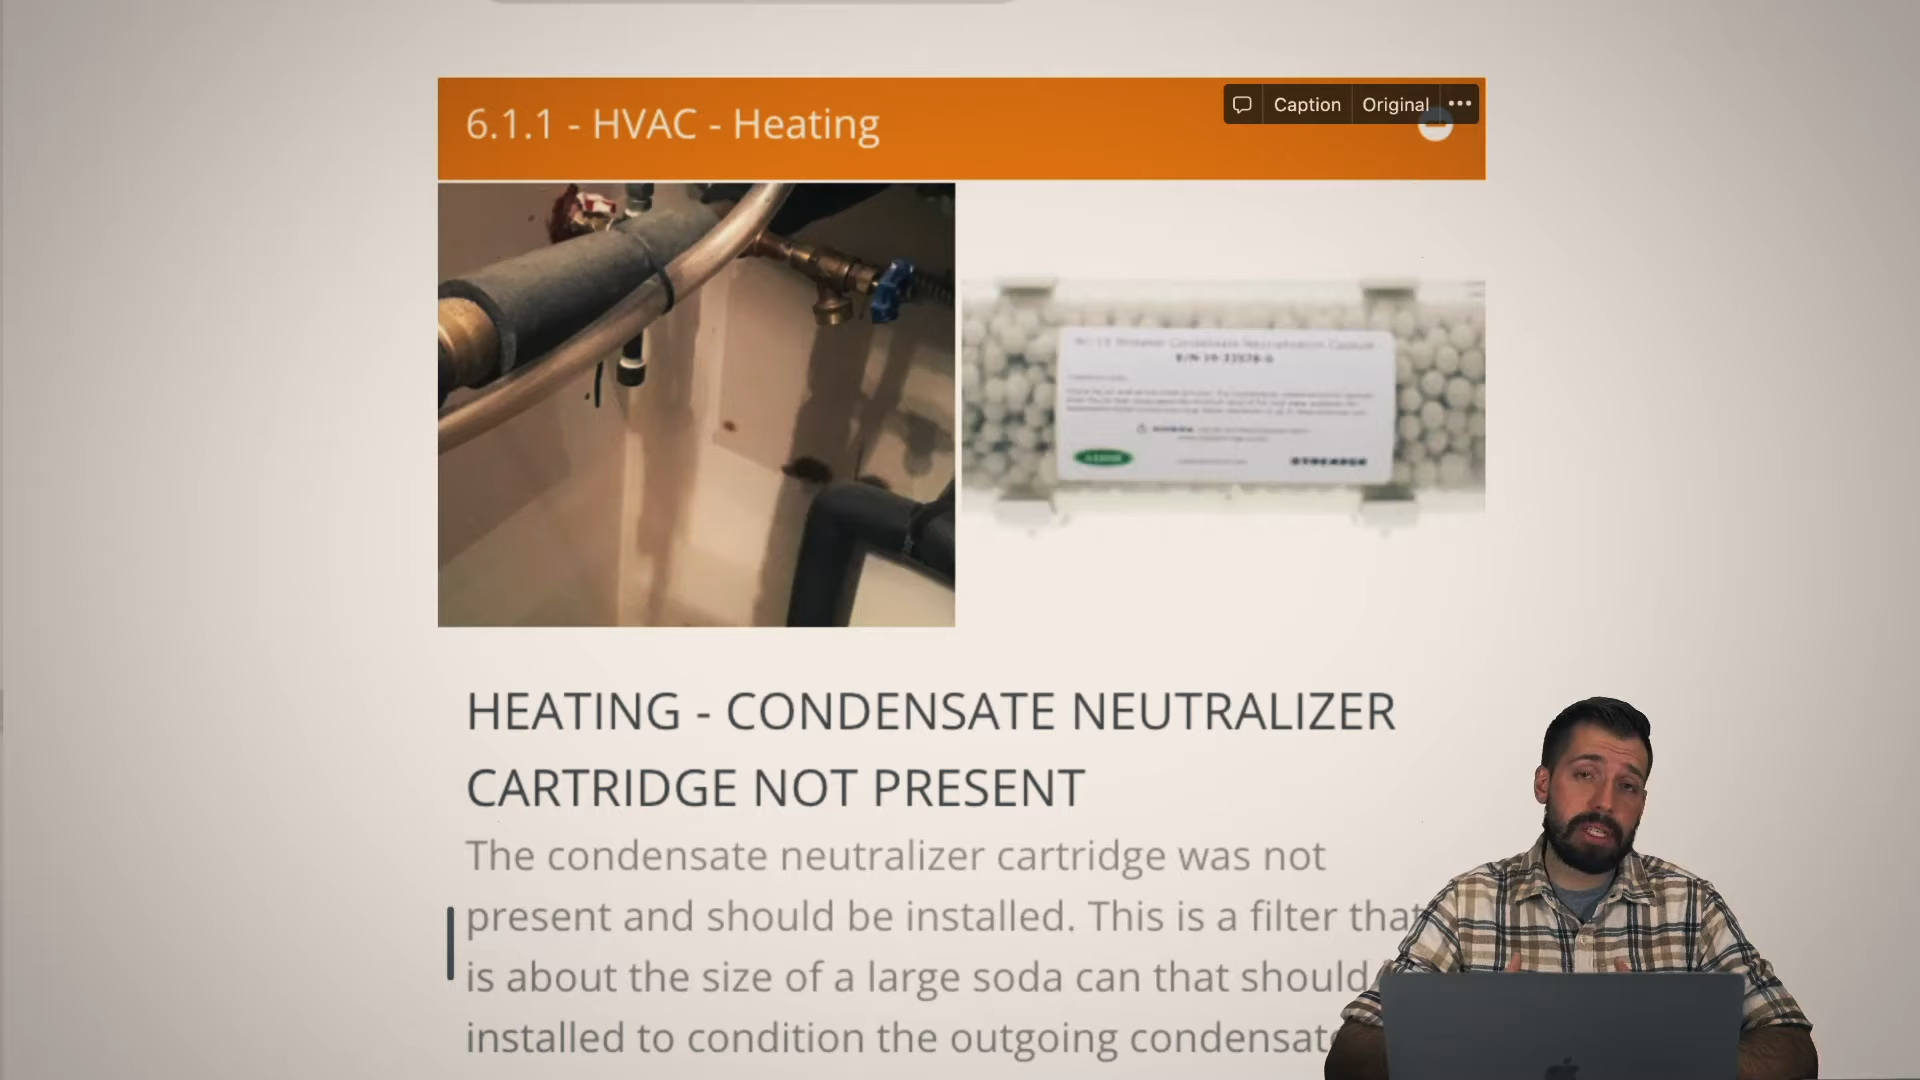 6.1.1 - HVAC - Heating
Caption Original
HEATING - CONDENSATE NEUTRALIZER
CARTRIDGE NOT PRESENT
The condensate neutralizer cartridge was not
present and should be installed. This is a filter that
is about the size of a large soda can that should
installed to condition the outgoing